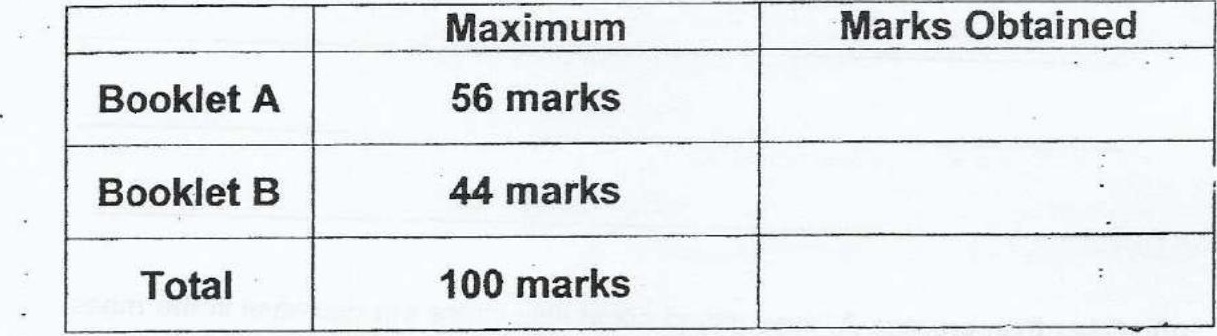 Maximum Marks Obtained
Booklet A 56 marks
Booklet B 44 marks
Total 100 marks